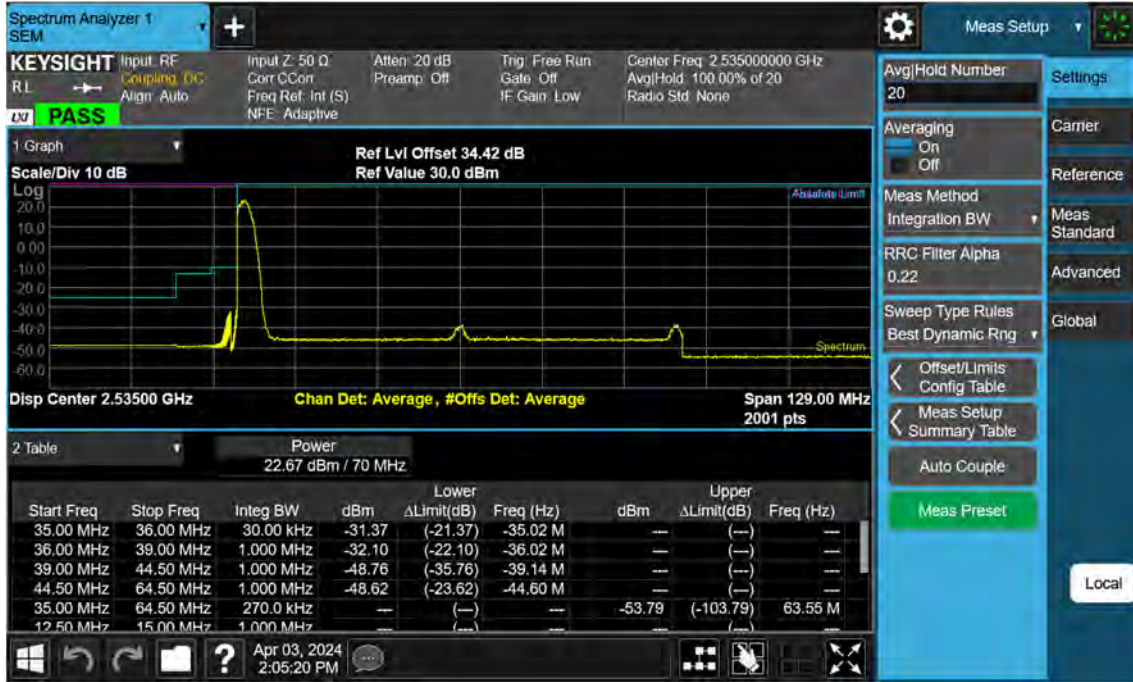 Spectrum Analyzer 1
SEM
Meas Setup
KEYSIGHT
RL
LXI
PASS
Input: RF
Coupling: DC
Align: Auto
Input Z: 50 Ω
Corr CCorr
Freq Ref: Int (S)
NFE: Adaptive
Atten: 20 dB
Preamp: Off
Trig: Free Run
Gate: Off
IF Gain: Low
Center Freq: 2.535000000 GHz
Avg|Hold: 100.00% of 20
Radio Std: None
1 Graph
Scale/Div 10 dB
Ref Lvl Offset 34.42 dB
Ref Value 30.0 dBm
Log
Absolute Limit
20.0
10.0
0.00
-10.0
-20.0
-30.0
-40.0
-50.0
-60.0
Spectrum
Disp Center 2.53500 GHz
Chan Det: Average, #Offs Det: Average
Span 129.00 MHz
2001 pts
2 Table
Power
22.67 dBm / 70 MHz
Lower Upper
Start Freq Stop Freq Integ BW dBm ΔLimit(dB) Freq (Hz) dBm ΔLimit(dB) Freq (Hz)
35.00 MHz 36.00 MHz 30.00 kHz -31.37 (-21.37) -35.02 M --- (---) ---
36.00 MHz 39.00 MHz 1.000 MHz -32.10 (-22.10) -36.02 M --- (---) ---
39.00 MHz 44.50 MHz 1.000 MHz -48.76 (-35.76) -39.14 M --- (---) ---
44.50 MHz 64.50 MHz 1.000 MHz -48.62 (-23.62) -44.60 M --- (---) ---
35.00 MHz 64.50 MHz 270.0 kHz --- (---) --- -53.79 (-103.79) 63.55 M
12.50 MHz 15.00 MHz 1.000 MHz --- (---) --- --- (---) ---
Apr 03, 2024
2:05:20 PM
Avg|Hold Number
20
Averaging
On
Off
Meas Method
Integration BW
RRC Filter Alpha
0.22
Sweep Type Rules
Best Dynamic Rng
Offset/Limits
Config Table
Meas Setup
Summary Table
Auto Couple
Meas Preset
Settings
Carrier
Reference
Meas
Standard
Advanced
Global
Local